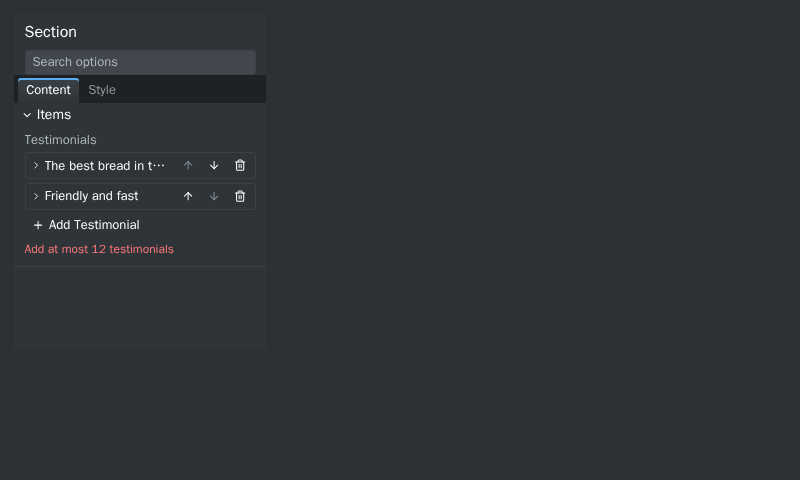 Section
Search options
Content Style
Items
Testimonials
The best bread in t···
Friendly and fast
Add Testimonial
Add at most 12 testimonials